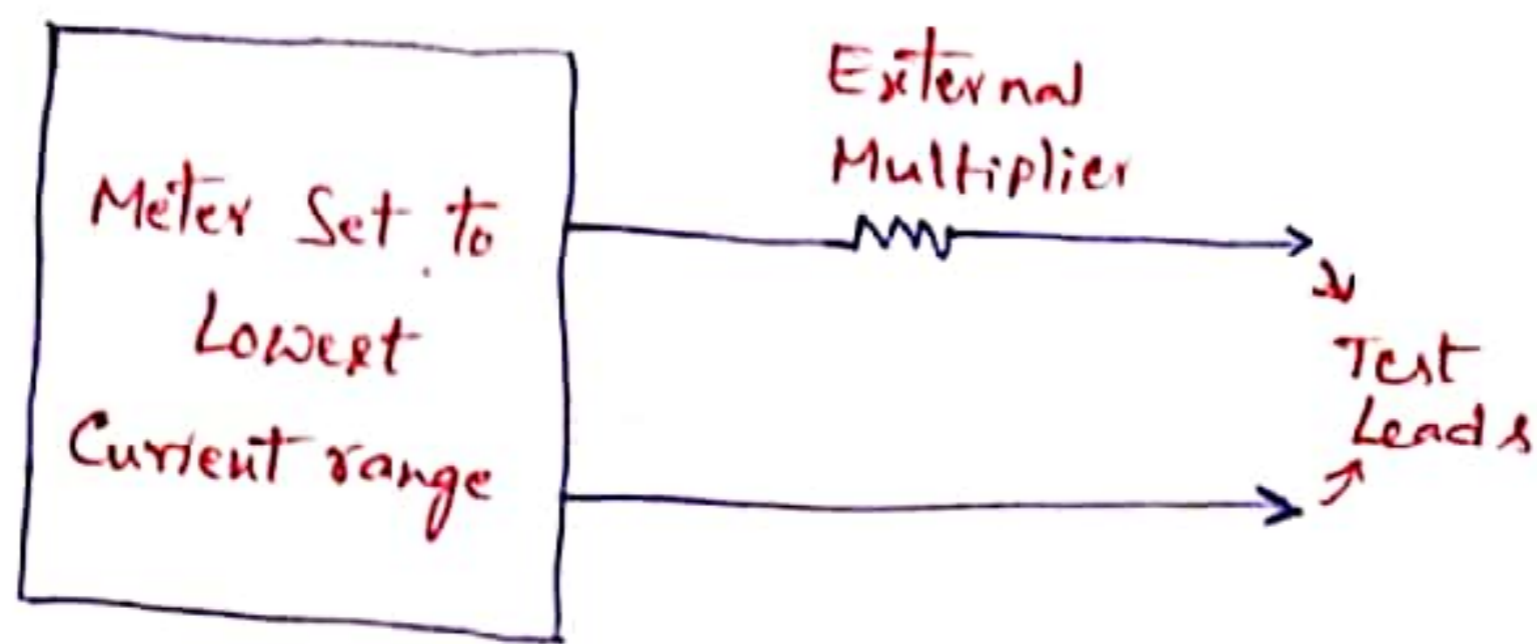 Meter Set to
Lowest
Current range
External
Multiplier
Test
Leads